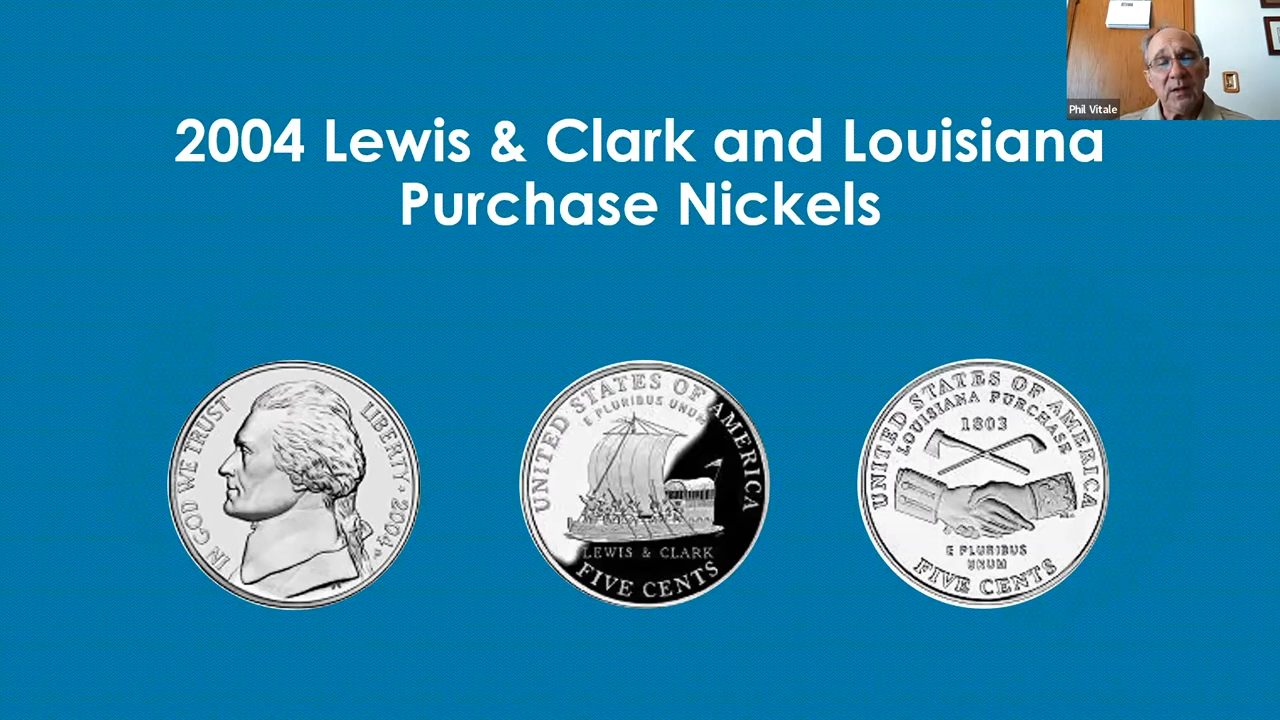 2004 Lewis & Clark and Louisiana
Purchase Nickels
Phil Vitale
IN GOD WE TRUST
LIBERTY • 2004
UNITED STATES OF AMERICA
E PLURIBUS UNUM
LEWIS & CLARK
FIVE CENTS
UNITED STATES OF AMERICA
LOUISIANA PURCHASE
1803
E PLURIBUS
UNUM
FIVE CENTS